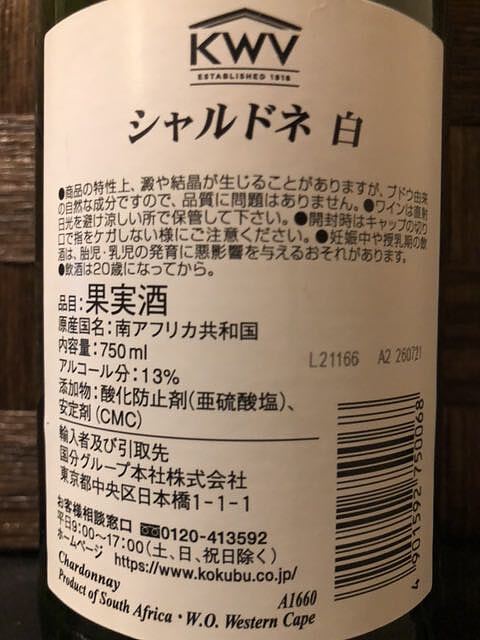 KWV
ESTABLISHED 1918
シャルドネ 白
●商品の特性上、澱や結晶が生じることがありますが、ブドウ由来
の自然な成分ですので、品質に問題はありません。●ワインは直射
日光を避け涼しい所で保管して下さい。●開封時はキャップの切り
口で指をケガしない様にご注意ください。●妊娠中や授乳期の飲
酒は、胎児・乳児の発育に悪影響を与えるおそれがあります。
●飲酒は20歳になってから。
品目:果実酒
原産国名:南アフリカ共和国
内容量:750ml
アルコール分:13%
添加物:酸化防止剤(亜硫酸塩)、
安定剤(CMC)
L21166 A2 260721
輸入者及び引取先
国分グループ本社株式会社
東京都中央区日本橋1-1-1
お客様相談窓口 0120-413592
平日9:00~17:00(土、日、祝日除く)
ホームページ https://www.kokubu.co.jp/
4 901592 750068
Chardonnay A1660
Product of South Africa・W.O. Western Cape